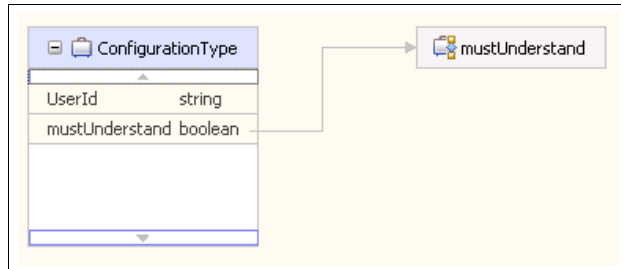 ConfigurationType
mustUnderstand
UserId string
mustUnderstand boolean